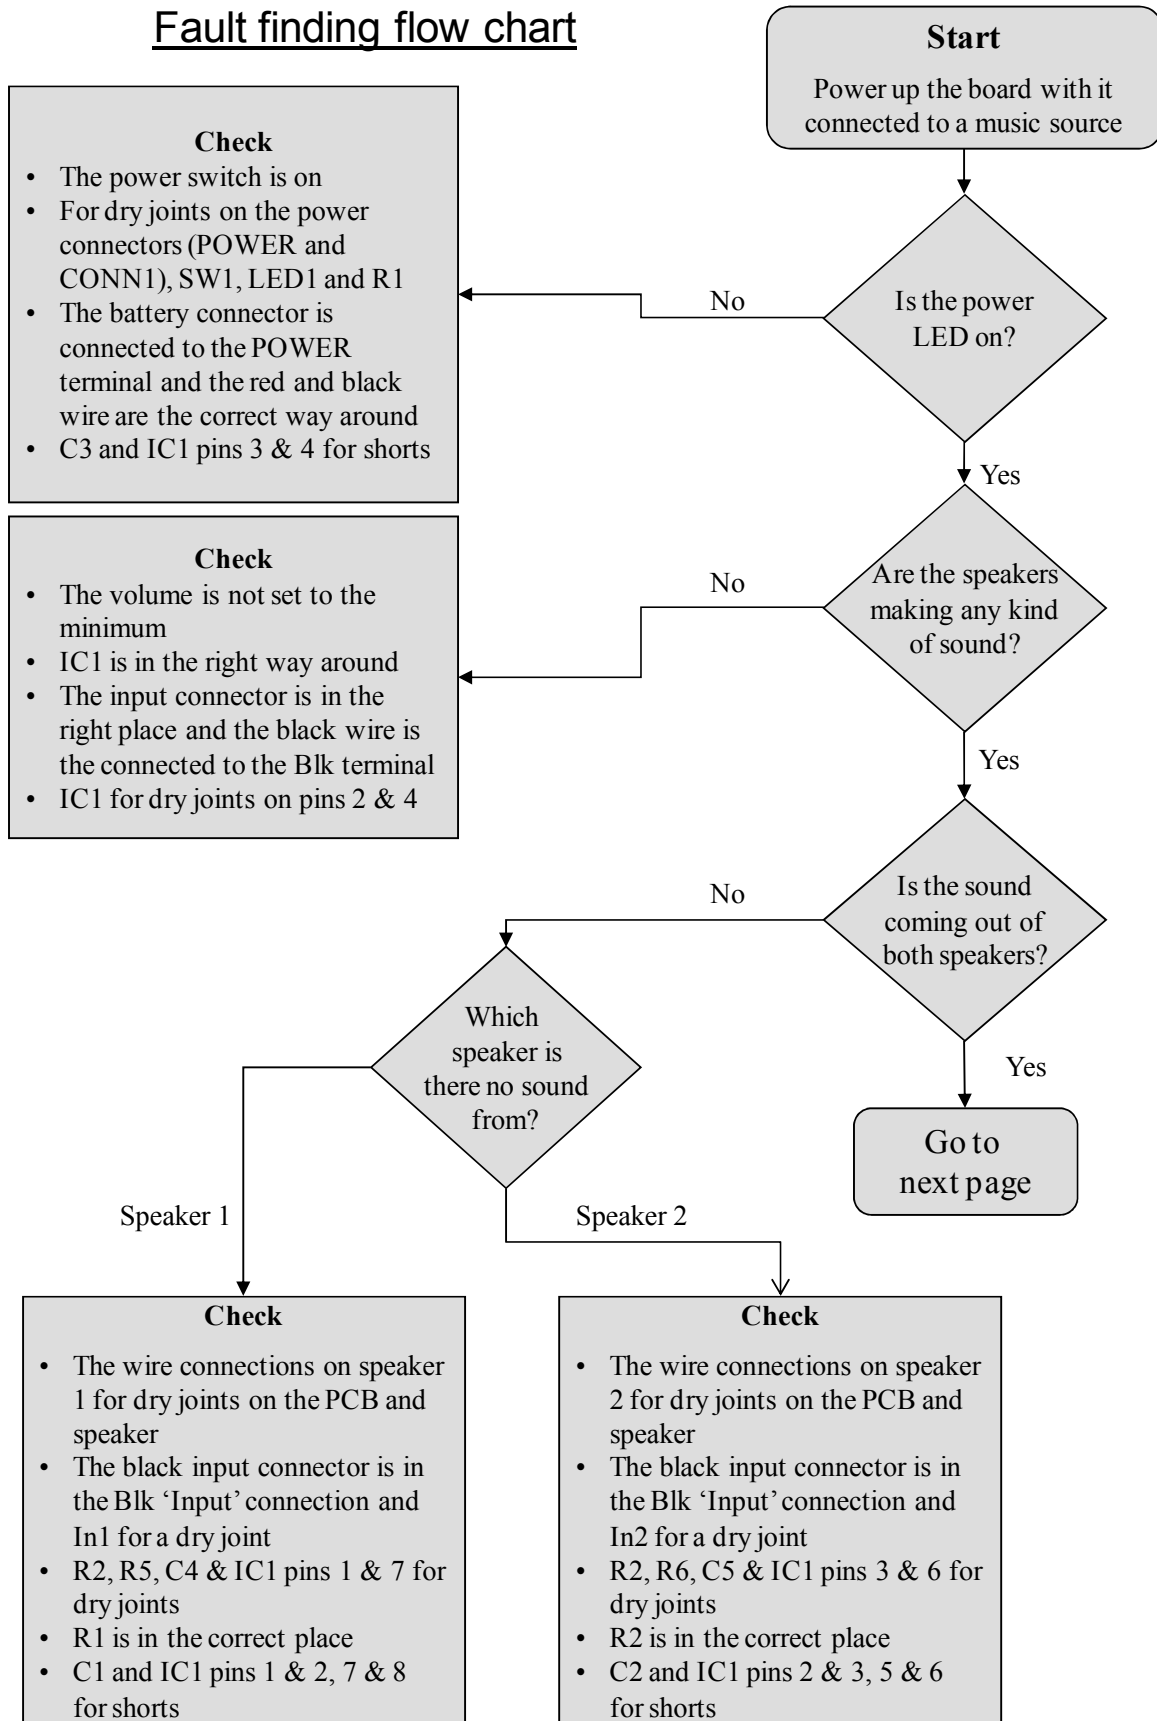 Fault finding flow chart
Start
Power up the board with it
connected to a music source
Check
• The power switch is on
• For dry joints on the power
connectors (POWER and
CONN1), SW1, LED1 and R1
• The battery connector is
connected to the POWER
terminal and the red and black
wire are the correct way around
• C3 and IC1 pins 3 & 4 for shorts
No
Is the power
LED on?
Yes
Check
• The volume is not set to the
minimum
• IC1 is in the right way around
• The input connector is in the
right place and the black wire is
the connected to the Blk terminal
• IC1 for dry joints on pins 2 & 4
No
Are the speakers
making any kind
of sound?
Yes
No
Is the sound
coming out of
both speakers?
Yes
Go to
next page
Which
speaker is
there no sound
from?
Speaker 1
Speaker 2
Check
• The wire connections on speaker
1 for dry joints on the PCB and
speaker
• The black input connector is in
the Blk ‘Input’ connection and
In1 for a dry joint
• R2, R5, C4 & IC1 pins 1 & 7 for
dry joints
• R1 is in the correct place
• C1 and IC1 pins 1 & 2, 7 & 8
for shorts
Check
• The wire connections on speaker
2 for dry joints on the PCB and
speaker
• The black input connector is in
the Blk ‘Input’ connection and
In2 for a dry joint
• R2, R6, C5 & IC1 pins 3 & 6 for
dry joints
• R2 is in the correct place
• C2 and IC1 pins 2 & 3, 5 & 6
for shorts